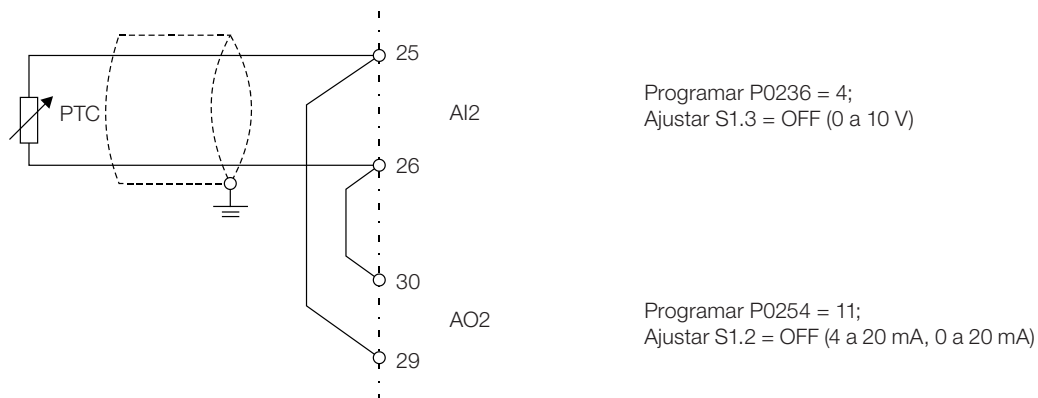 25
PTC
AI2
Programar P0236 = 4;
Ajustar S1.3 = OFF (0 a 10 V)
26
30
AO2
Programar P0254 = 11;
Ajustar S1.2 = OFF (4 a 20 mA, 0 a 20 mA)
29